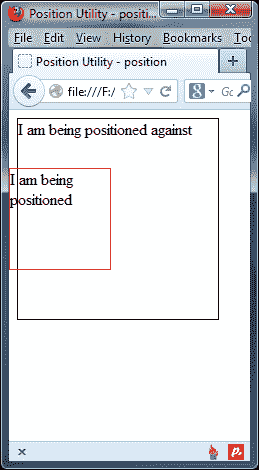 Position Utility - positi...
File Edit View History Bookmarks Too
Position Utility - position
file:///F:/
I am being positioned against
I am being
positioned